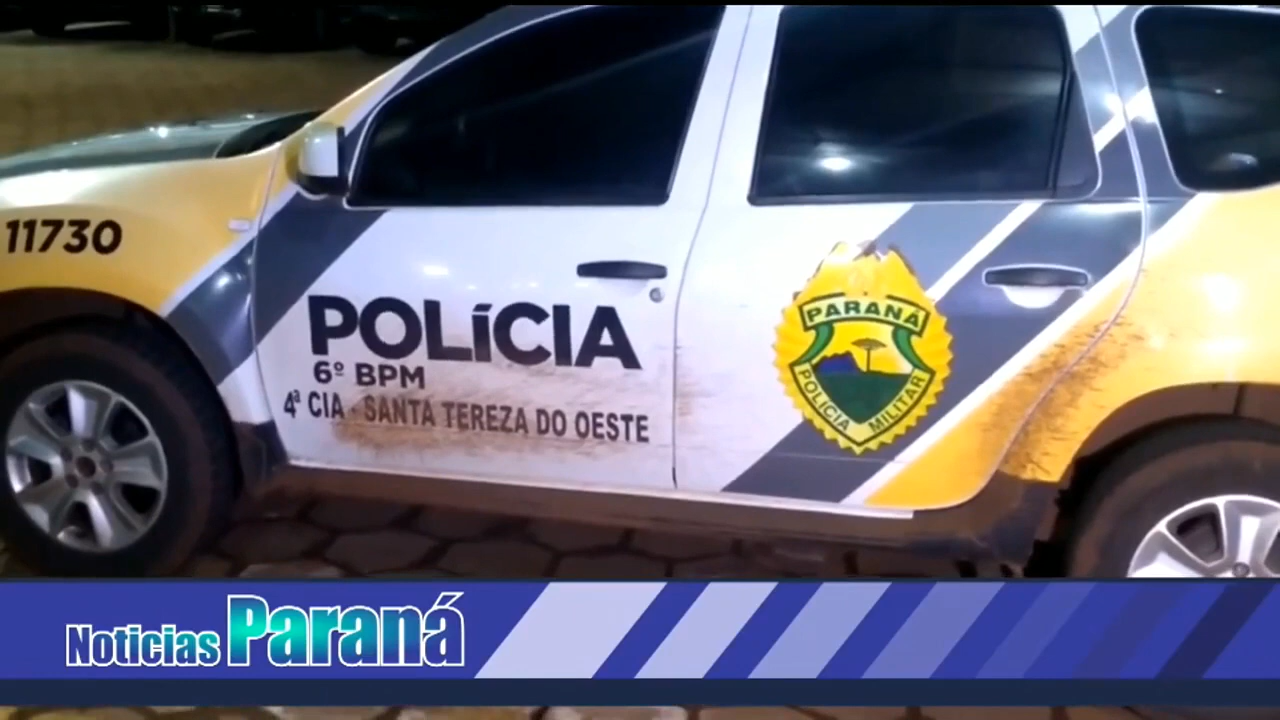 11730
POLÍCIA
6º BPM
4ª CIA - SANTA TEREZA DO OESTE
PARANÁ
POLÍCIA MILITAR
Noticias Paraná